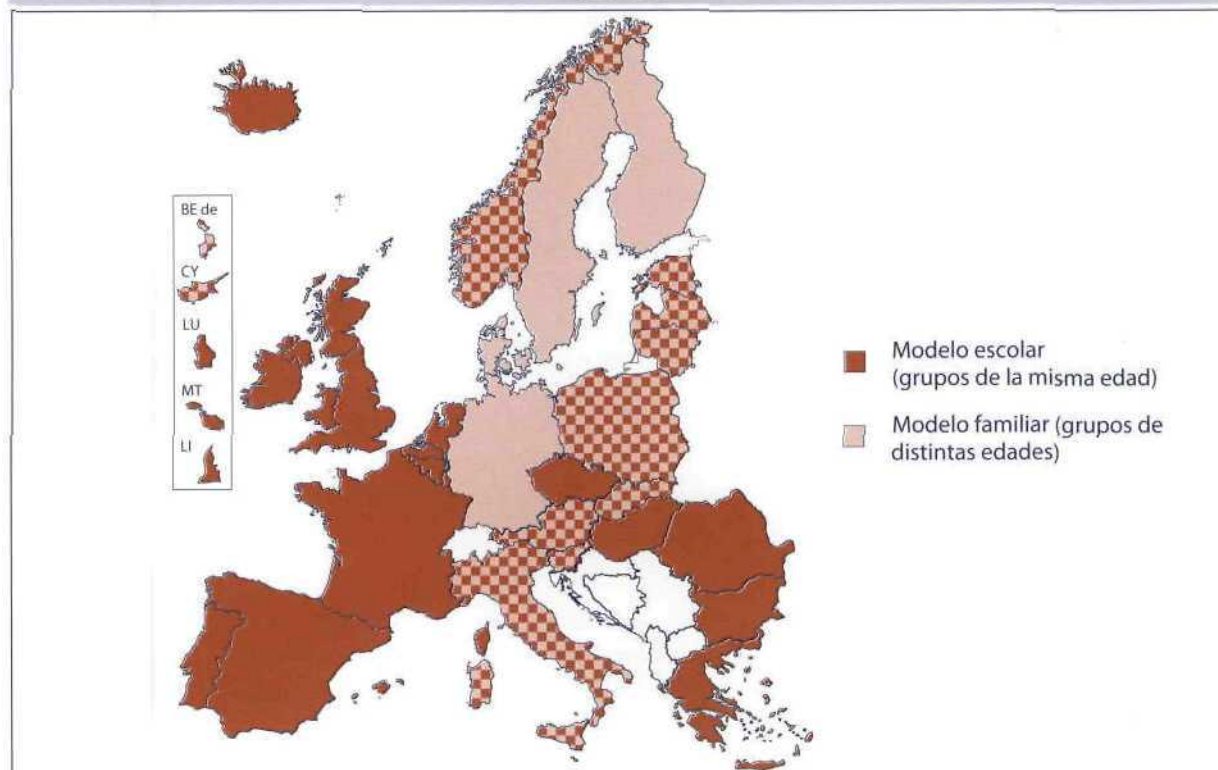 BE de
CY
LU
MT
LI
Modelo escolar
(grupos de la misma edad)
Modelo familiar (grupos de
distintas edades)